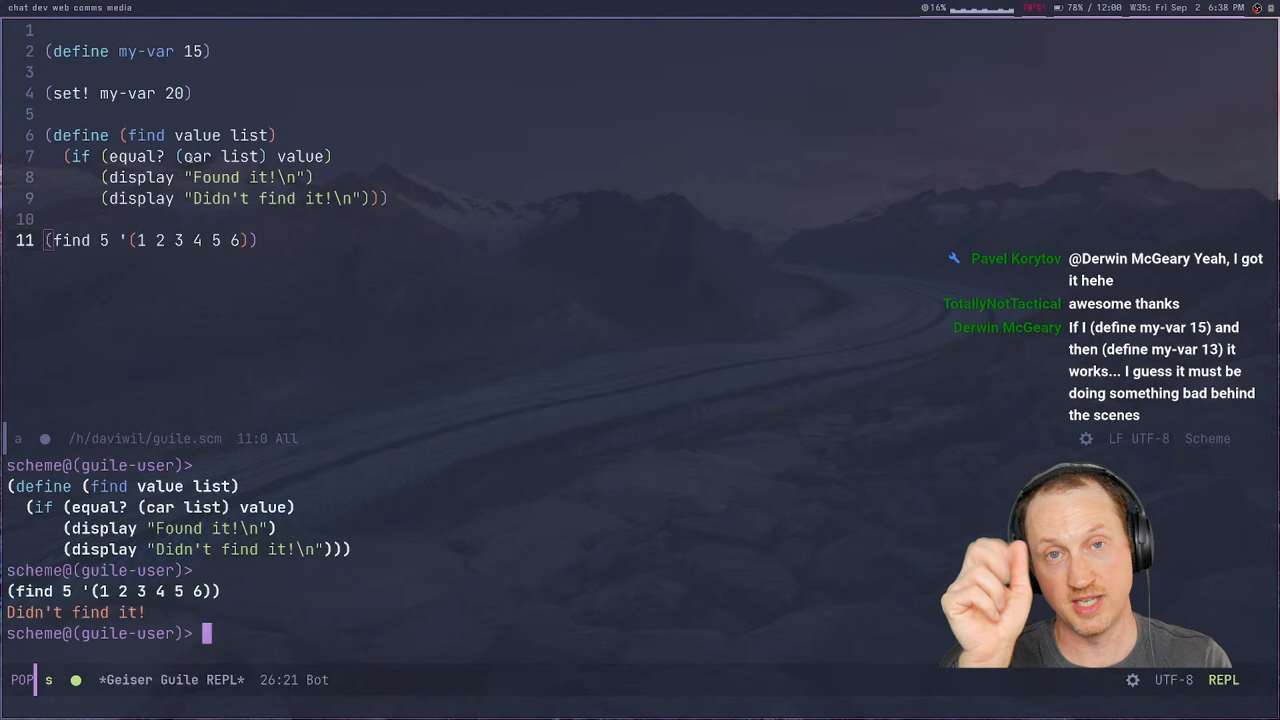 chat dev web comms media
16% 78% / 12:00 W35: Fri Sep 2 6:38 PM
1
2 (define my-var 15)
3
4 (set! my-var 20)
5
6 (define (find value list)
7 (if (equal? (car list) value)
8 (display "Found it!\n")
9 (display "Didn't find it!\n")))
10
11 (find 5 '(1 2 3 4 5 6))
Pavel Korytov @Derwin McGeary Yeah, I got
it hehe
TotallyNotTactical awesome thanks
Derwin McGeary If I (define my-var 15) and
then (define my-var 13) it
works... I guess it must be
doing something bad behind
the scenes
a /h/daviwil/guile.scm 11:0 All LF UTF-8 Scheme
scheme@(guile-user)>
(define (find value list)
(if (equal? (car list) value)
(display "Found it!\n")
(display "Didn't find it!\n")))
scheme@(guile-user)>
(find 5 '(1 2 3 4 5 6))
Didn't find it!
scheme@(guile-user)>
POP s *Geiser Guile REPL* 26:21 Bot UTF-8 REPL